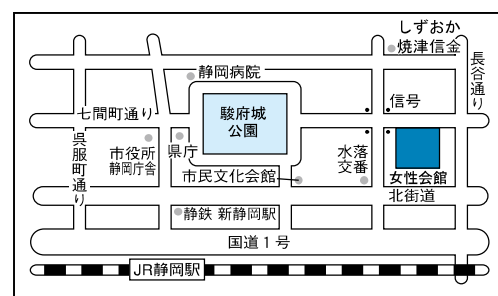 しずおか
焼津信金
長谷通り
静岡病院
七間町通り
駿府城
公園
信号
呉服町通り
市役所
静岡庁舎
県庁
水落
交番
市民文化会館
女性会館
北街道
静鉄 新静岡駅
国道1号
JR静岡駅